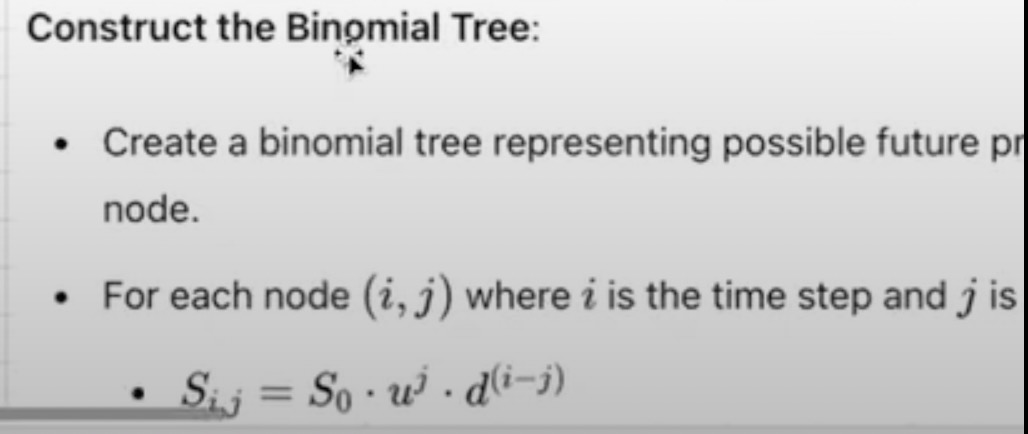 Construct the Binomial Tree:
• Create a binomial tree representing possible future pr
node.
• For each node (i, j) where i is the time step and j is
• S_{i,j} = S_0 · u^j · d^{(i−j)}